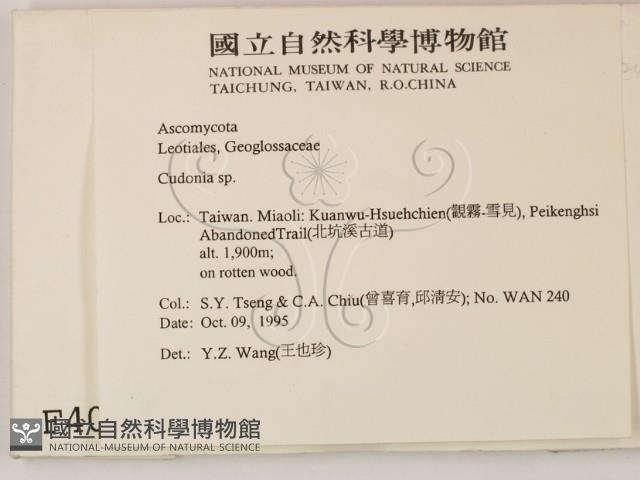 國立自然科學博物館
NATIONAL MUSEUM OF NATURAL SCIENCE
TAICHUNG, TAIWAN, R.O.CHINA
Ascomycota
Leotiales, Geoglossaceae
Cudonia sp.
Loc.: Taiwan. Miaoli: Kuanwu-Hsuehchien(觀霧-雪見), Peikenghsi
AbandonedTrail(北坑溪古道)
alt. 1,900m;
on rotten wood.
Col.: S.Y. Tseng & C.A. Chiu(曾喜育,邱清安); No. WAN 240
Date: Oct. 09, 1995
Det.: Y.Z. Wang(王也珍)
國立自然科學博物館
NATIONAL MUSEUM OF NATURAL SCIENCE